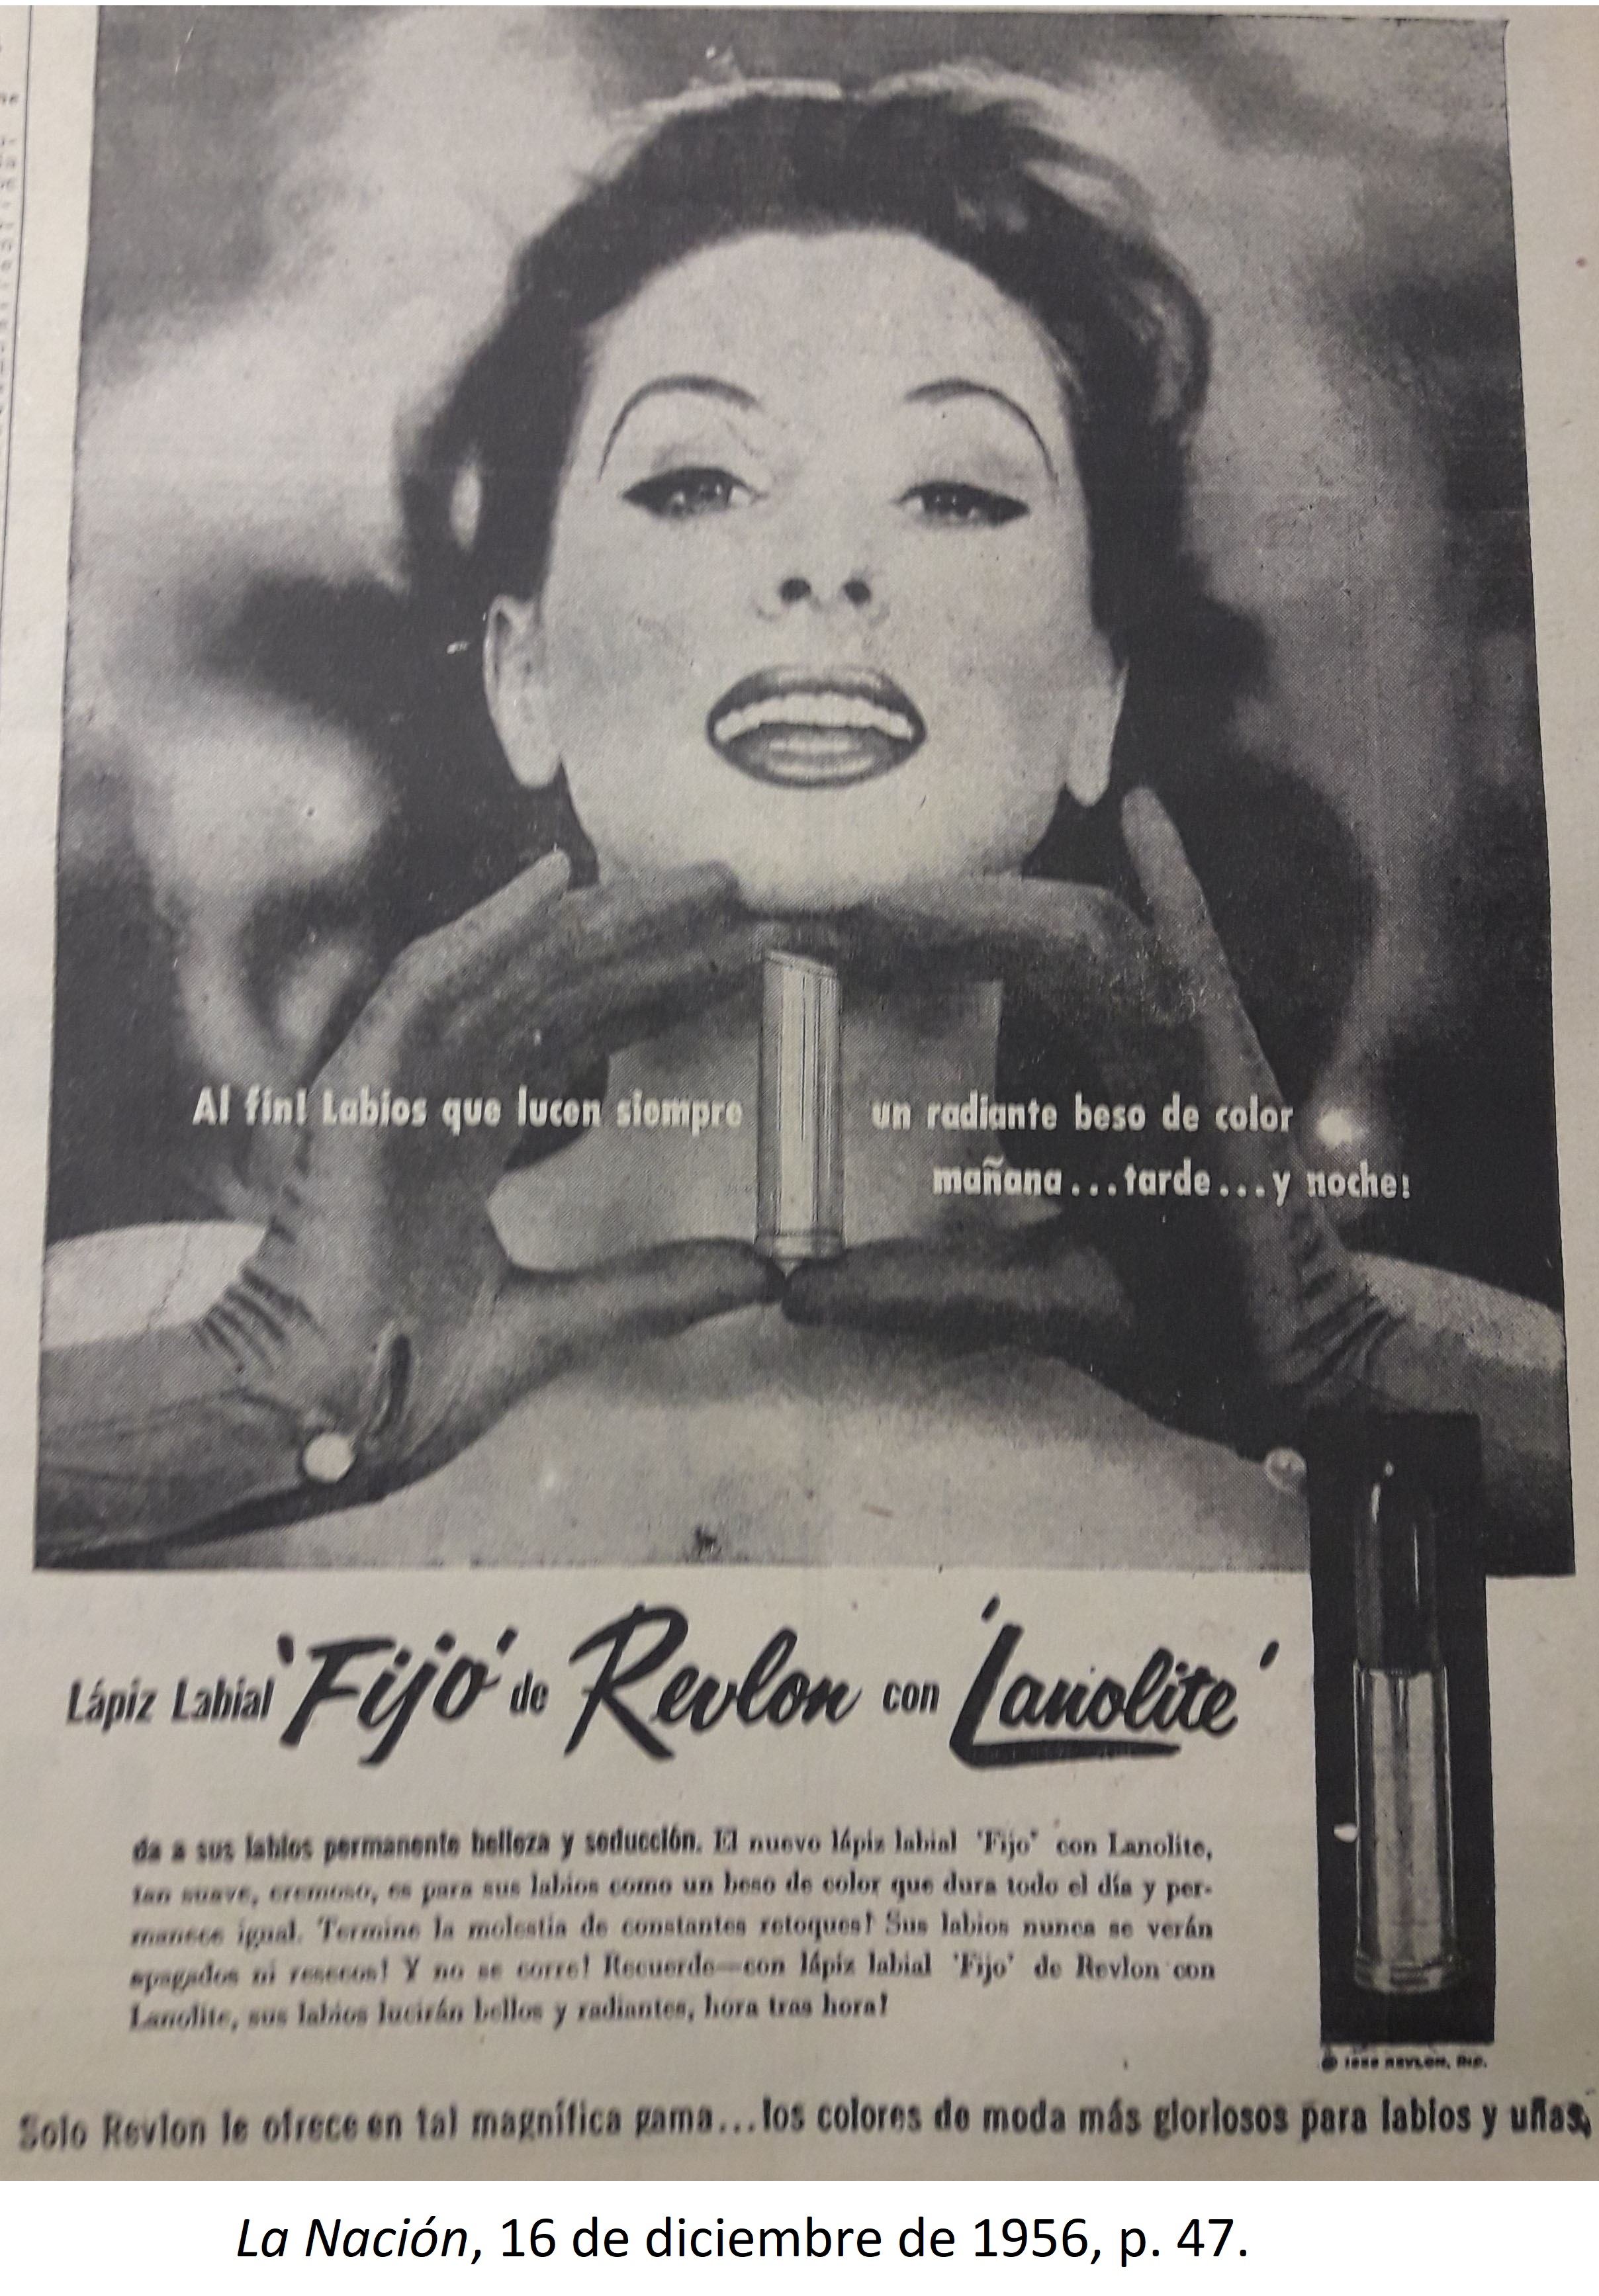 Al fin! Labios que lucen siempre un radiante beso de color
mañana...tarde...y noche!
Lápiz Labial 'Fijo' de Revlon con 'Lanolite'
da a sus labios permanente belleza y seducción. El nuevo lápiz labial 'Fijo' con Lanolite,
tan suave, cremoso, es para sus labios como un beso de color que dura todo el día y per-
manece igual. Termine la molestia de constantes retoques! Sus labios nunca se verán
apagados ni resecos! Y no se corre! Recuerde—con lápiz labial 'Fijo' de Revlon con
Lanolite, sus labios lucirán bellos y radiantes, hora tras hora!
REVLON, INC.
Solo Revlon le ofrece en tal magnífica gama...los colores de moda más gloriosos para labios y uñas.
La Nación, 16 de diciembre de 1956, p. 47.